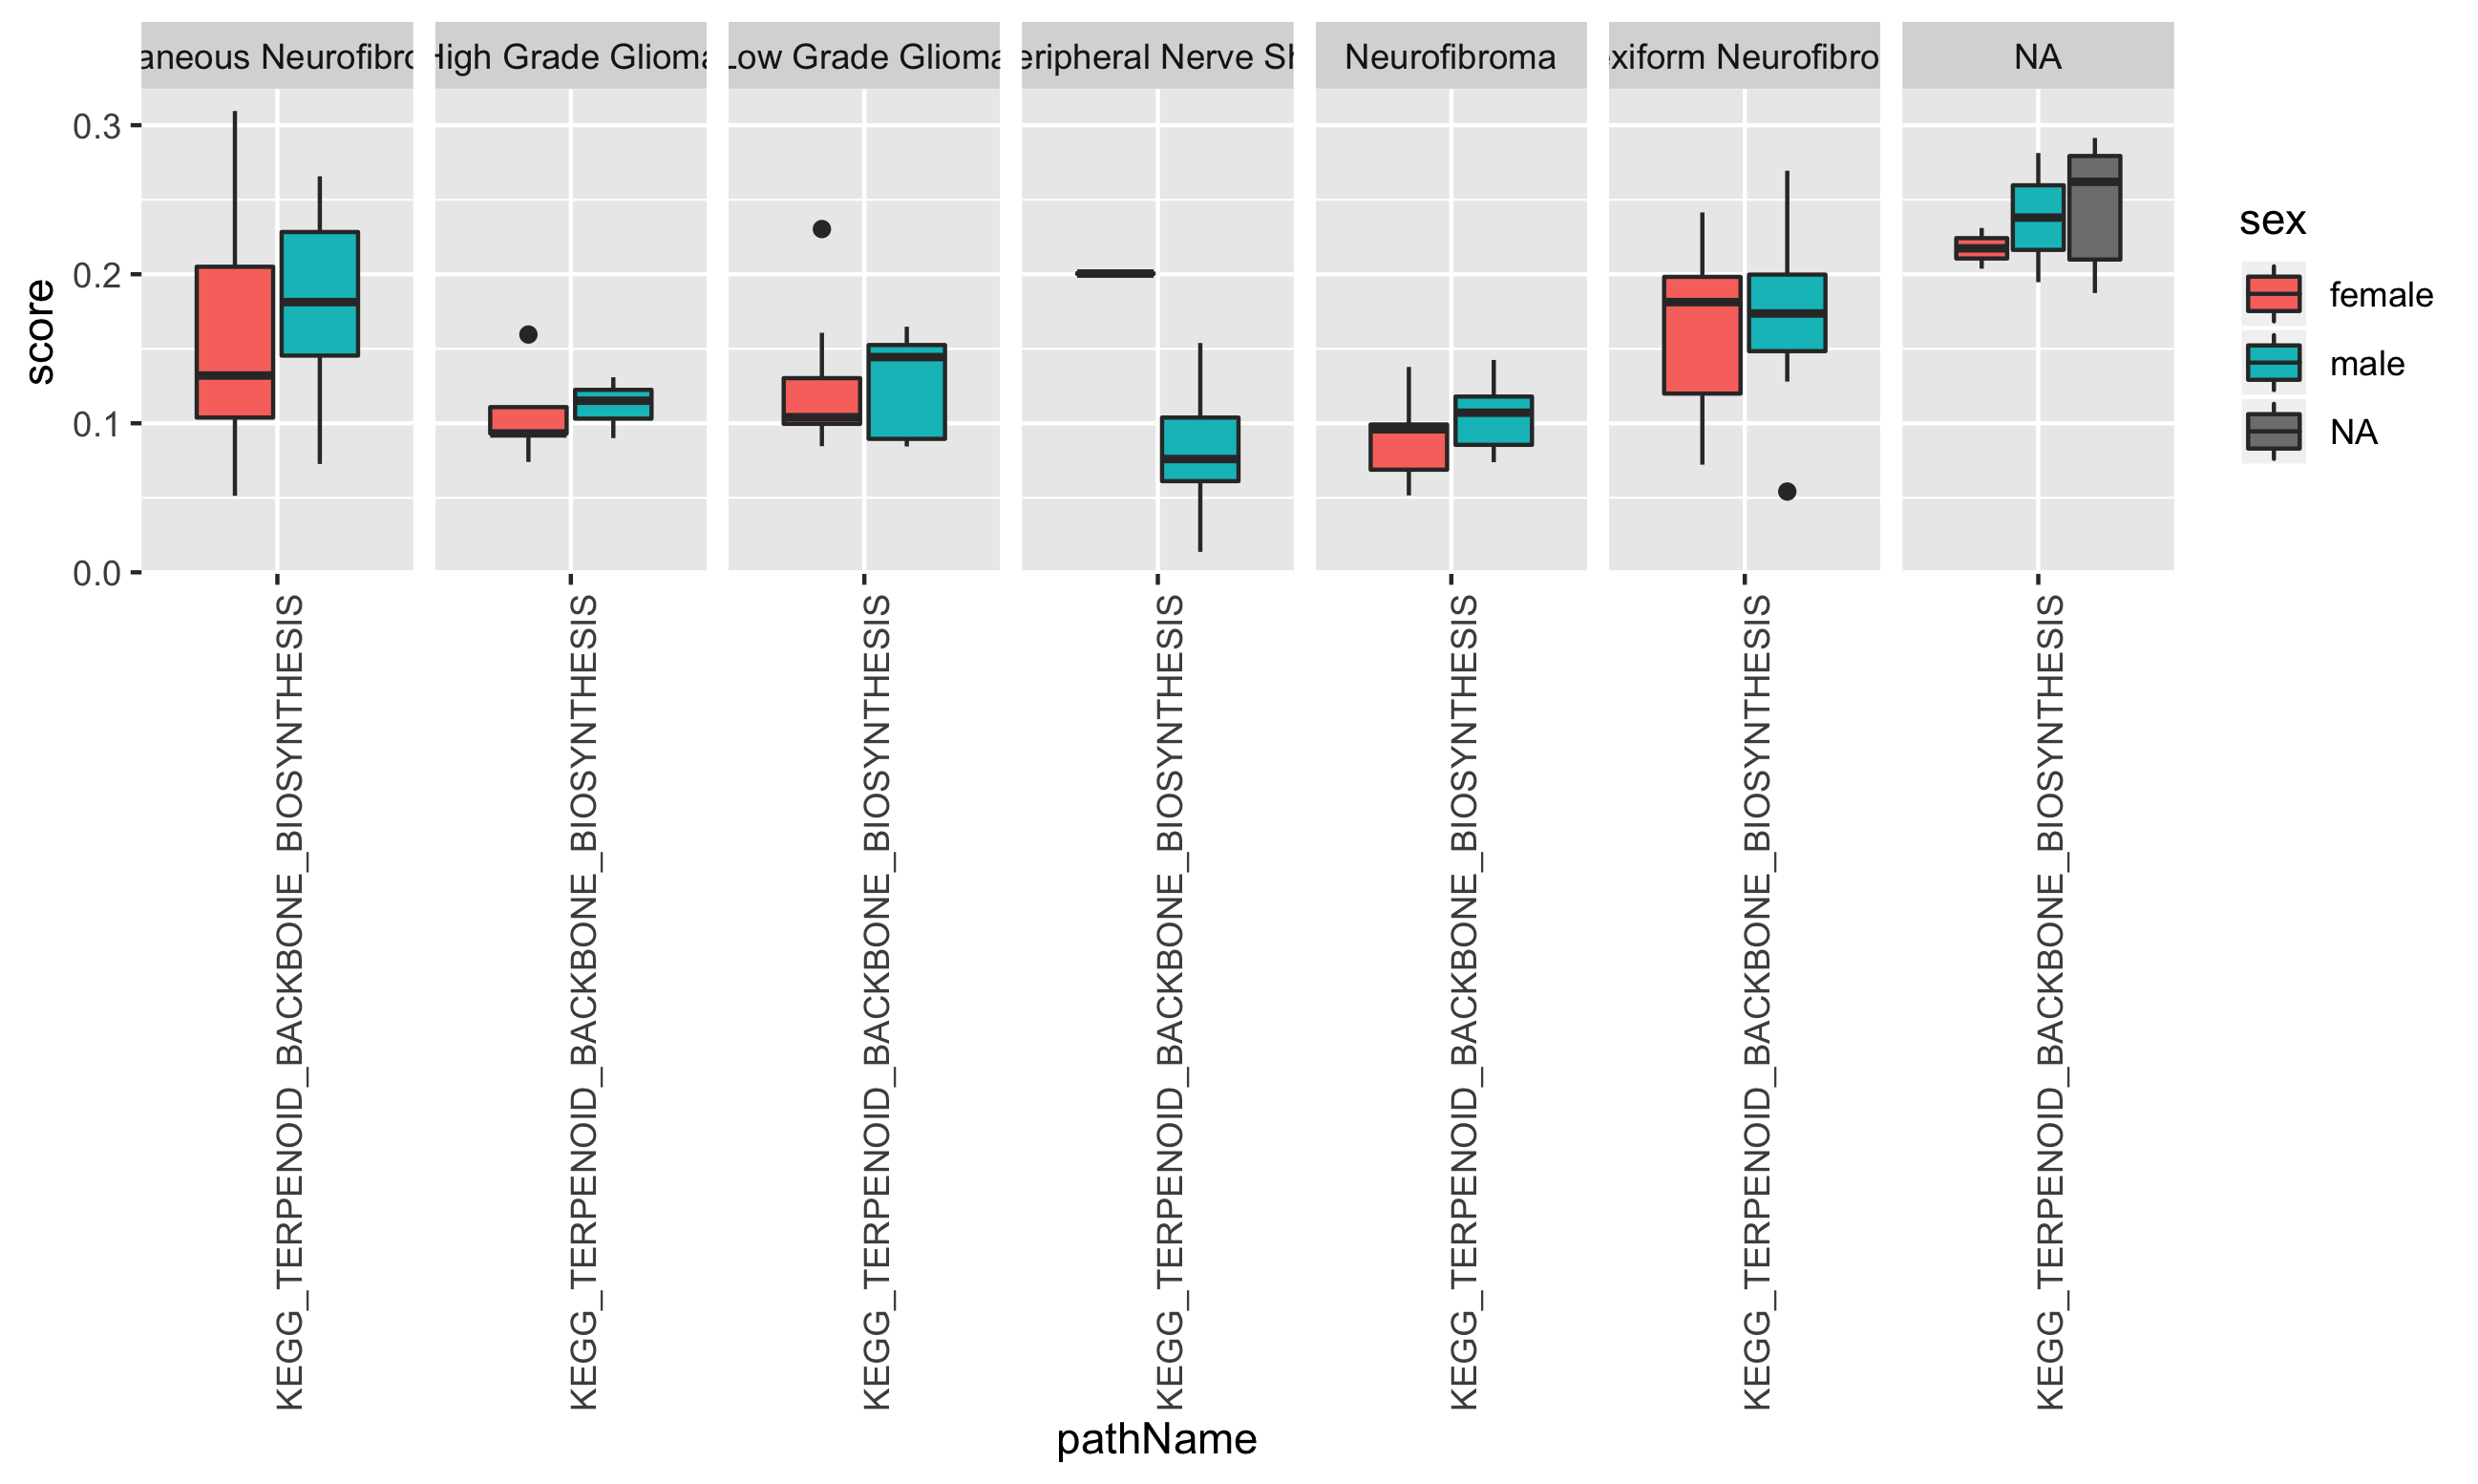 aneous Neurofibro
High Grade Glioma
Low Grade Glioma
eripheral Nerve Sh
Neurofibroma
exiform Neurofibro
NA
score
0.3
0.2
0.1
0.0
KEGG_TERPENOID_BACKBONE_BIOSYNTHESIS
KEGG_TERPENOID_BACKBONE_BIOSYNTHESIS
KEGG_TERPENOID_BACKBONE_BIOSYNTHESIS
KEGG_TERPENOID_BACKBONE_BIOSYNTHESIS
KEGG_TERPENOID_BACKBONE_BIOSYNTHESIS
KEGG_TERPENOID_BACKBONE_BIOSYNTHESIS
KEGG_TERPENOID_BACKBONE_BIOSYNTHESIS
pathName
sex
female
male
NA